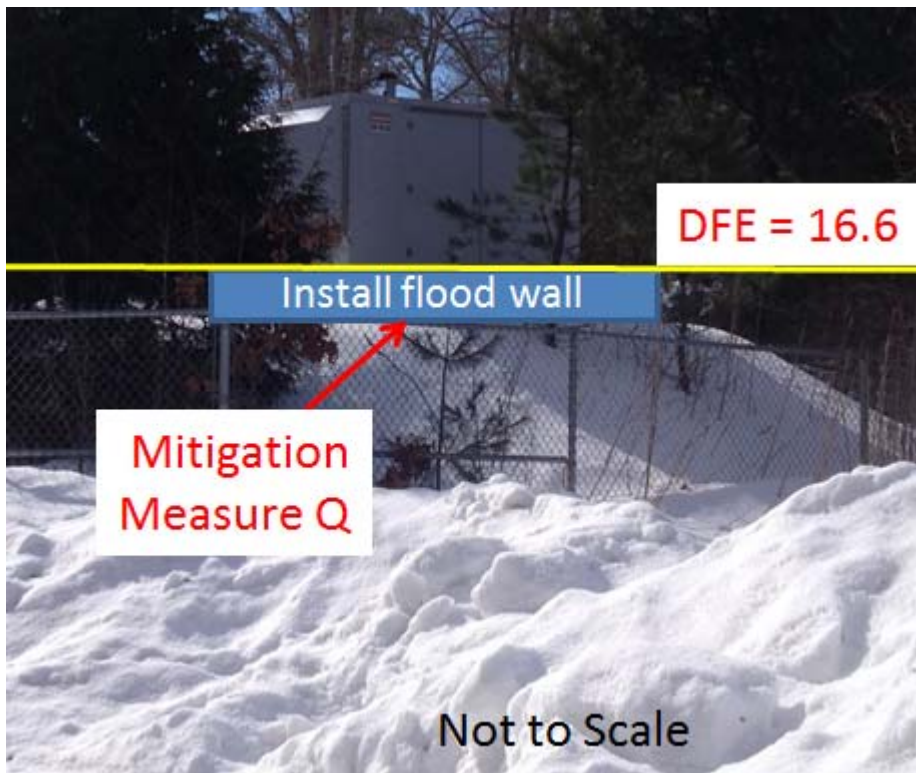 DFE = 16.6
Install flood wall
Mitigation
Measure Q
Not to Scale